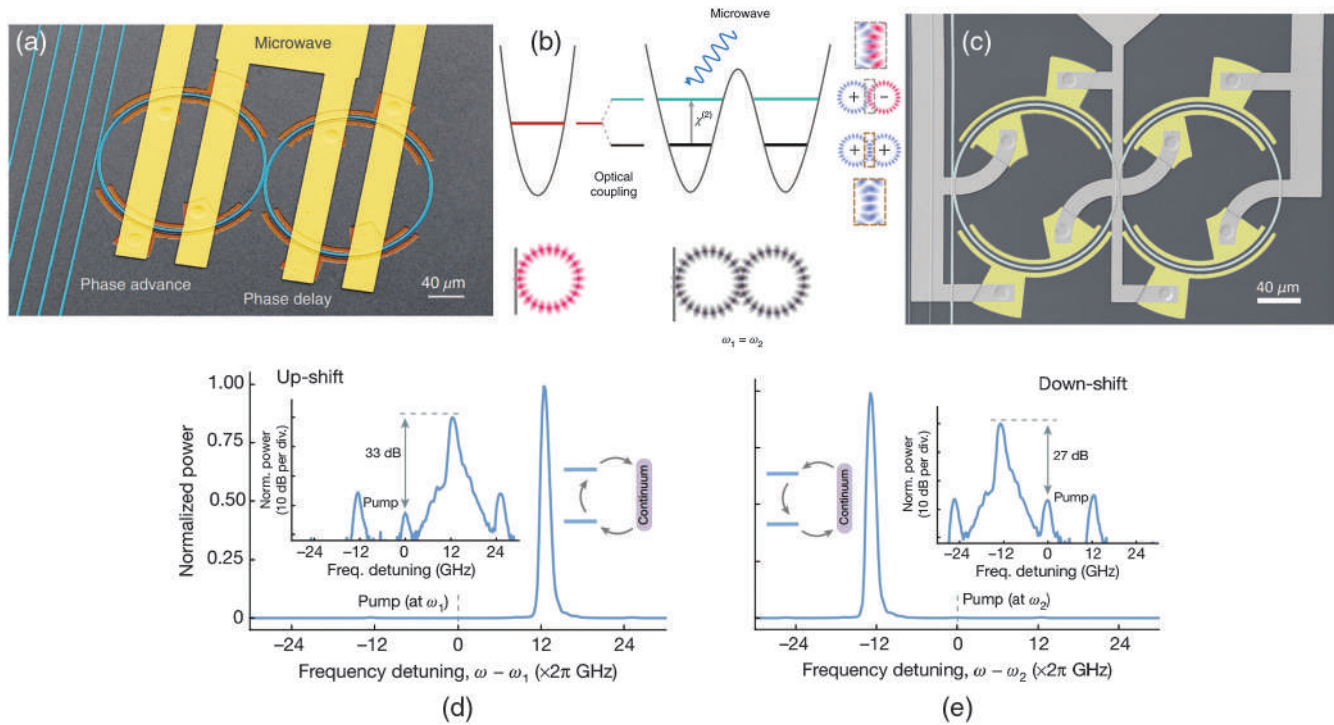 (a)
Microwave
Phase advance
Phase delay
40 μm
(b)
Microwave
χ(2)
Optical
coupling
+ -
+ +
ω1 = ω2
(c)
40 μm
Up-shift
Normalized power
1.00
0.75
0.50
0.25
0
Norm. power
(10 dB per div.)
33 dB
Pump
−24 −12 0 12 24
Freq. detuning (GHz)
Continuum
Pump (at ω1)
−24 −12 0 12 24
Frequency detuning, ω − ω1 (×2π GHz)
(d)
Down-shift
Norm. power
(10 dB per div.)
27 dB
Pump
−24 −12 0 12 24
Freq. detuning (GHz)
Continuum
Pump (at ω2)
−24 −12 0 12 24
Frequency detuning, ω − ω2 (×2π GHz)
(e)